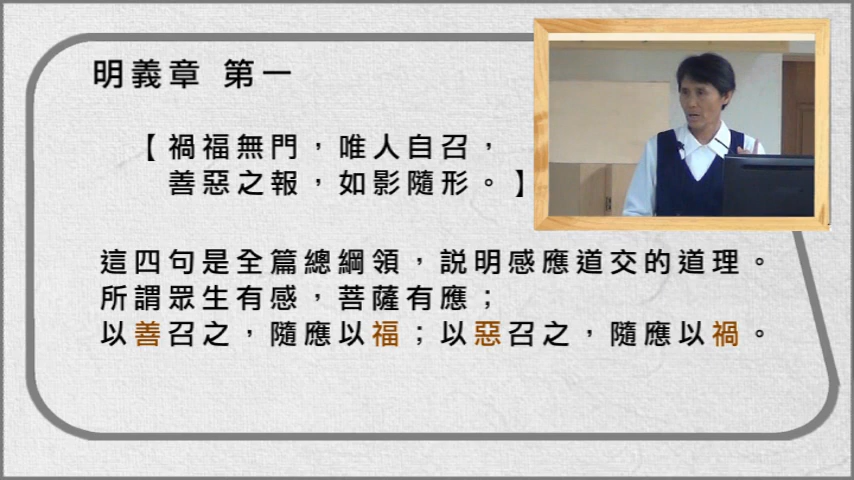 明義章 第一
【禍福無門，唯人自召，
善惡之報，如影隨形。】
這四句是全篇總綱領，說明感應道交的道理。
所謂眾生有感，菩薩有應；
以善召之，隨應以福；以惡召之，隨應以禍。